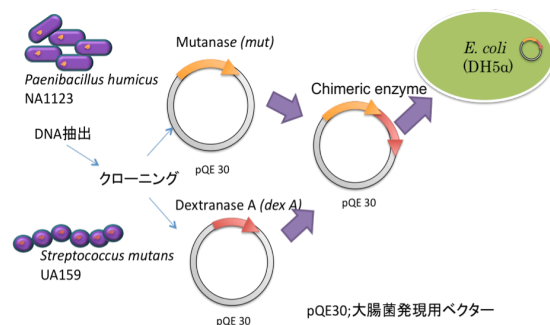 Paenibacillus humicus
NA1123
DNA抽出
クローニング
Streptococcus mutans
UA159
Mutanase (mut)
pQE 30
Dextranase A (dex A)
pQE 30
Chimeric enzyme
pQE 30
E. coli
(DH5α)
pQE30;大腸菌発現用ベクター